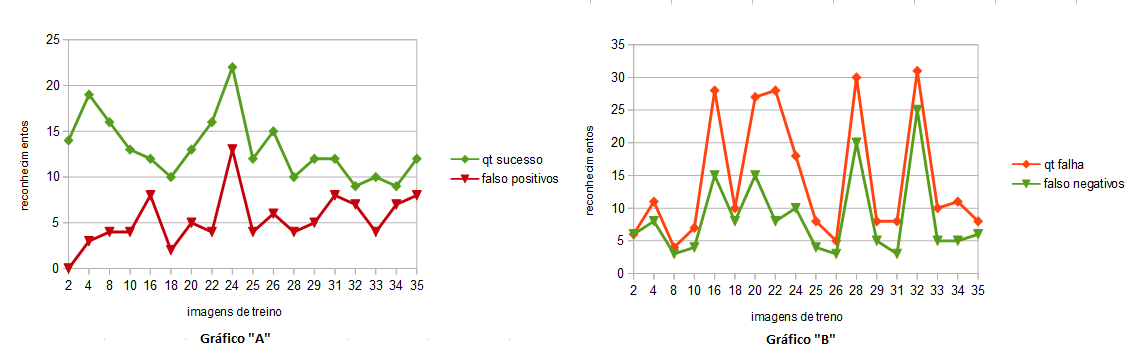 25
20
15
10
5
0
reconhecimentos
2 4 8 10 16 18 20 22 24 25 26 28 29 31 32 33 34 35
imagens de treino
qt sucesso
falso positivos
Gráfico "A"
35
30
25
20
15
10
5
0
reconhecimentos
2 4 8 10 16 18 20 22 24 25 26 28 29 31 32 33 34 35
imagens de treno
qt falha
falso negativos
Gráfico "B"